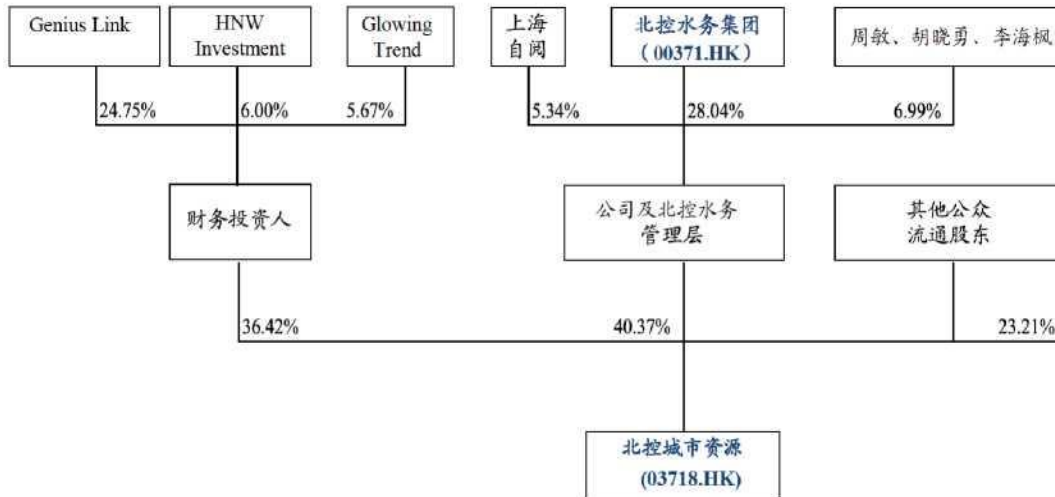 Genius Link
HNW
Investment
Glowing
Trend
上海
自阅
北控水务集团
（00371.HK）
周敏、胡晓勇、李海枫
24.75%
6.00%
5.67%
5.34%
28.04%
6.99%
财务投资人
公司及北控水务
管理层
其他公众
流通股东
36.42%
40.37%
23.21%
北控城市资源
(03718.HK)